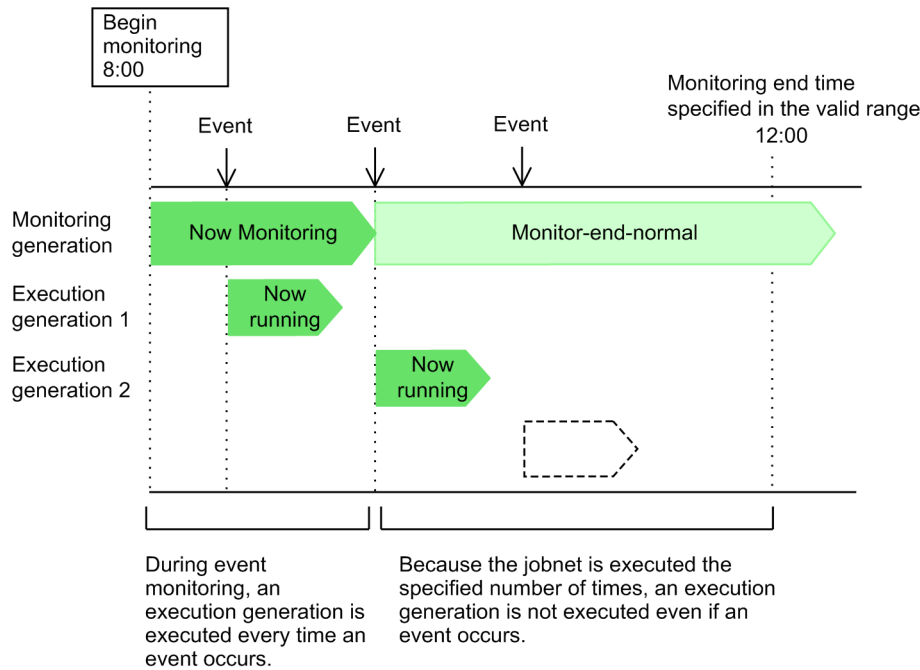 Begin
monitoring
8:00
Monitoring end time
specified in the valid range
12:00
Event
Event
Event
Monitoring
generation
Now Monitoring
Monitor-end-normal
Execution
generation 1
Now
running
Execution
generation 2
Now
running
During event
monitoring, an
execution generation is
executed every time an
event occurs.
Because the jobnet is executed the
specified number of times, an execution
generation is not executed even if an
event occurs.